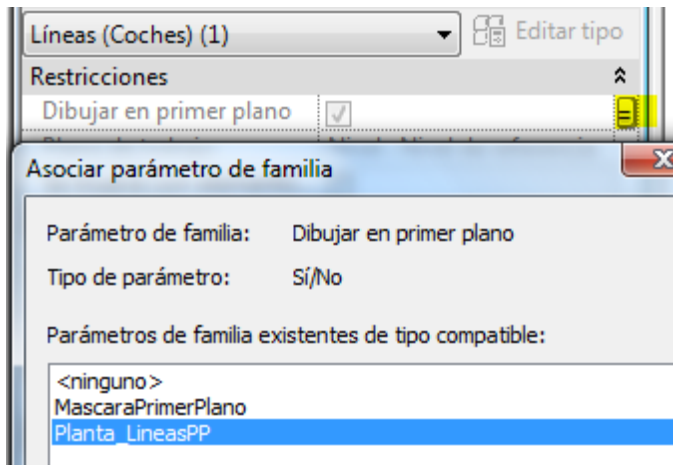 Líneas (Coches) (1) Editar tipo
Restricciones
Dibujar en primer plano
Asociar parámetro de familia
Parámetro de familia: Dibujar en primer plano
Tipo de parámetro: Sí/No
Parámetros de familia existentes de tipo compatible:
<ninguno>
MascaraPrimerPlano
Planta_LineasPP